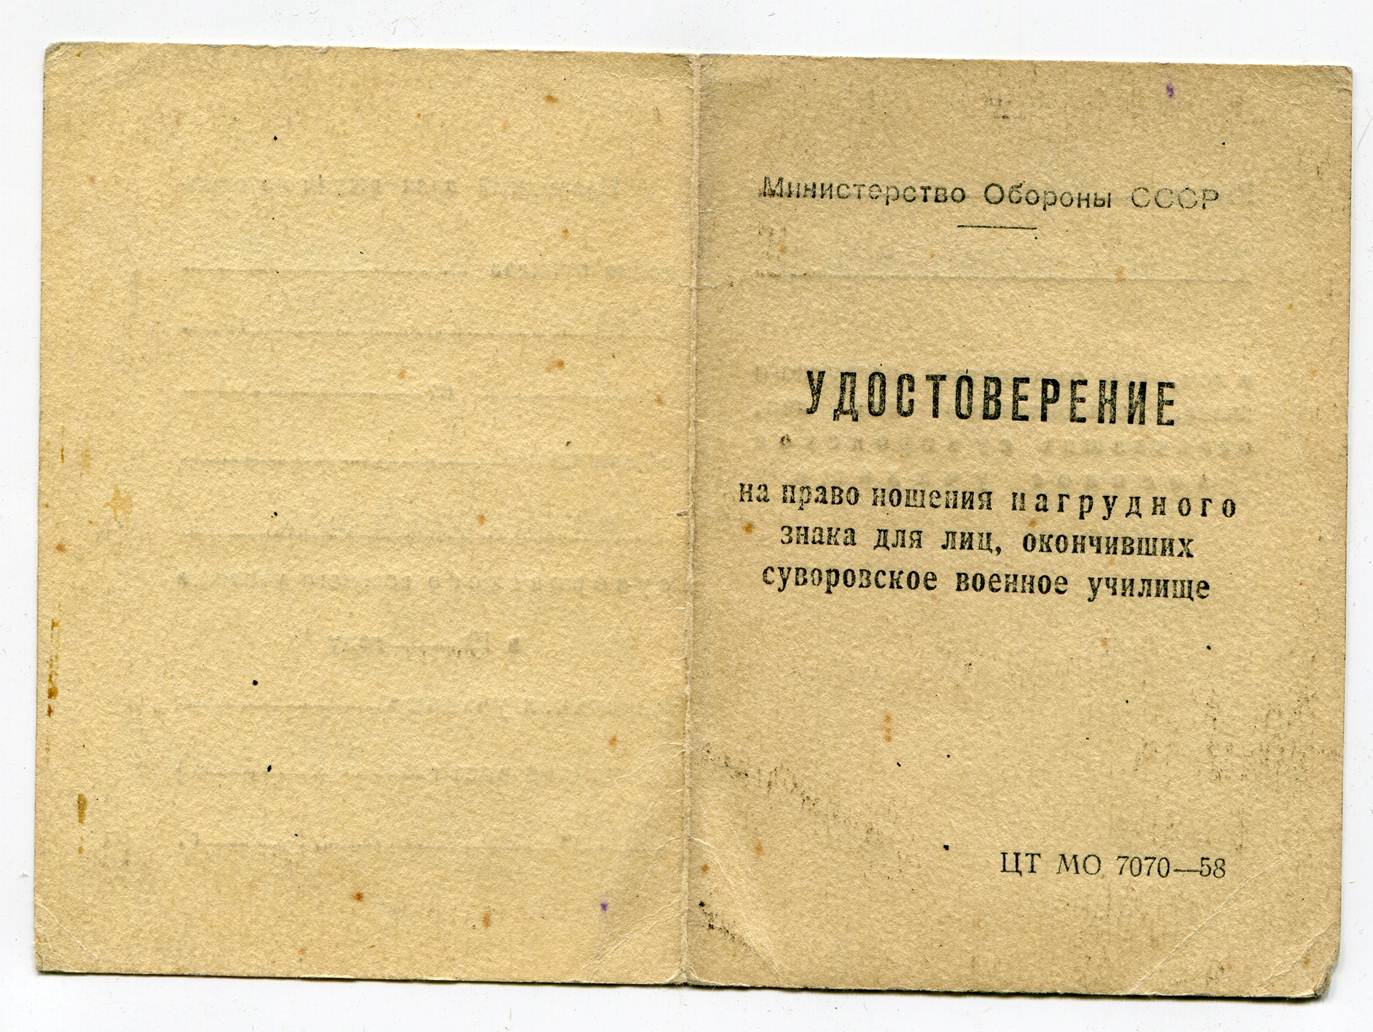 Министерство Обороны СССР
УДОСТОВЕРЕНИЕ
на право ношения нагрудного
знака для лиц, окончивших
суворовское военное училище
ЦТ МО 7070—58